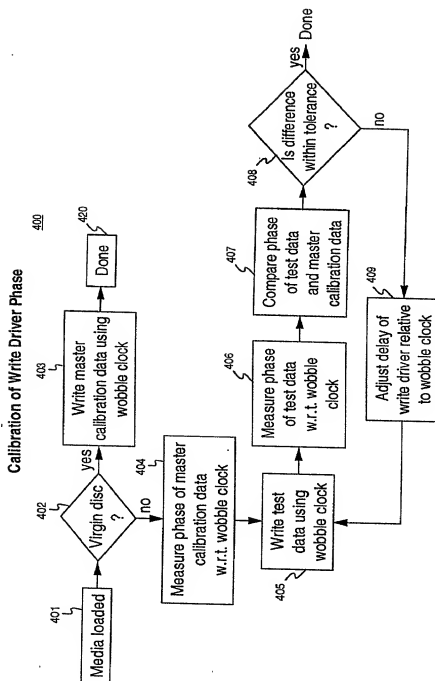 Calibration of Write Driver Phase
400
401
Media loaded
402
Virgin disc
?
yes
no
403
Write master
calibration data using
wobble clock
420
Done
404
Measure phase of master
calibration data
w.r.t. wobble clock
405
Write test
data using
wobble clock
406
Measure phase
of test data
w.r.t. wobble
clock
407
Compare phase
of test data
and master
calibration data
408
Is difference
within tolerance
?
yes
Done
no
409
Adjust delay of
write driver relative
to wobble clock